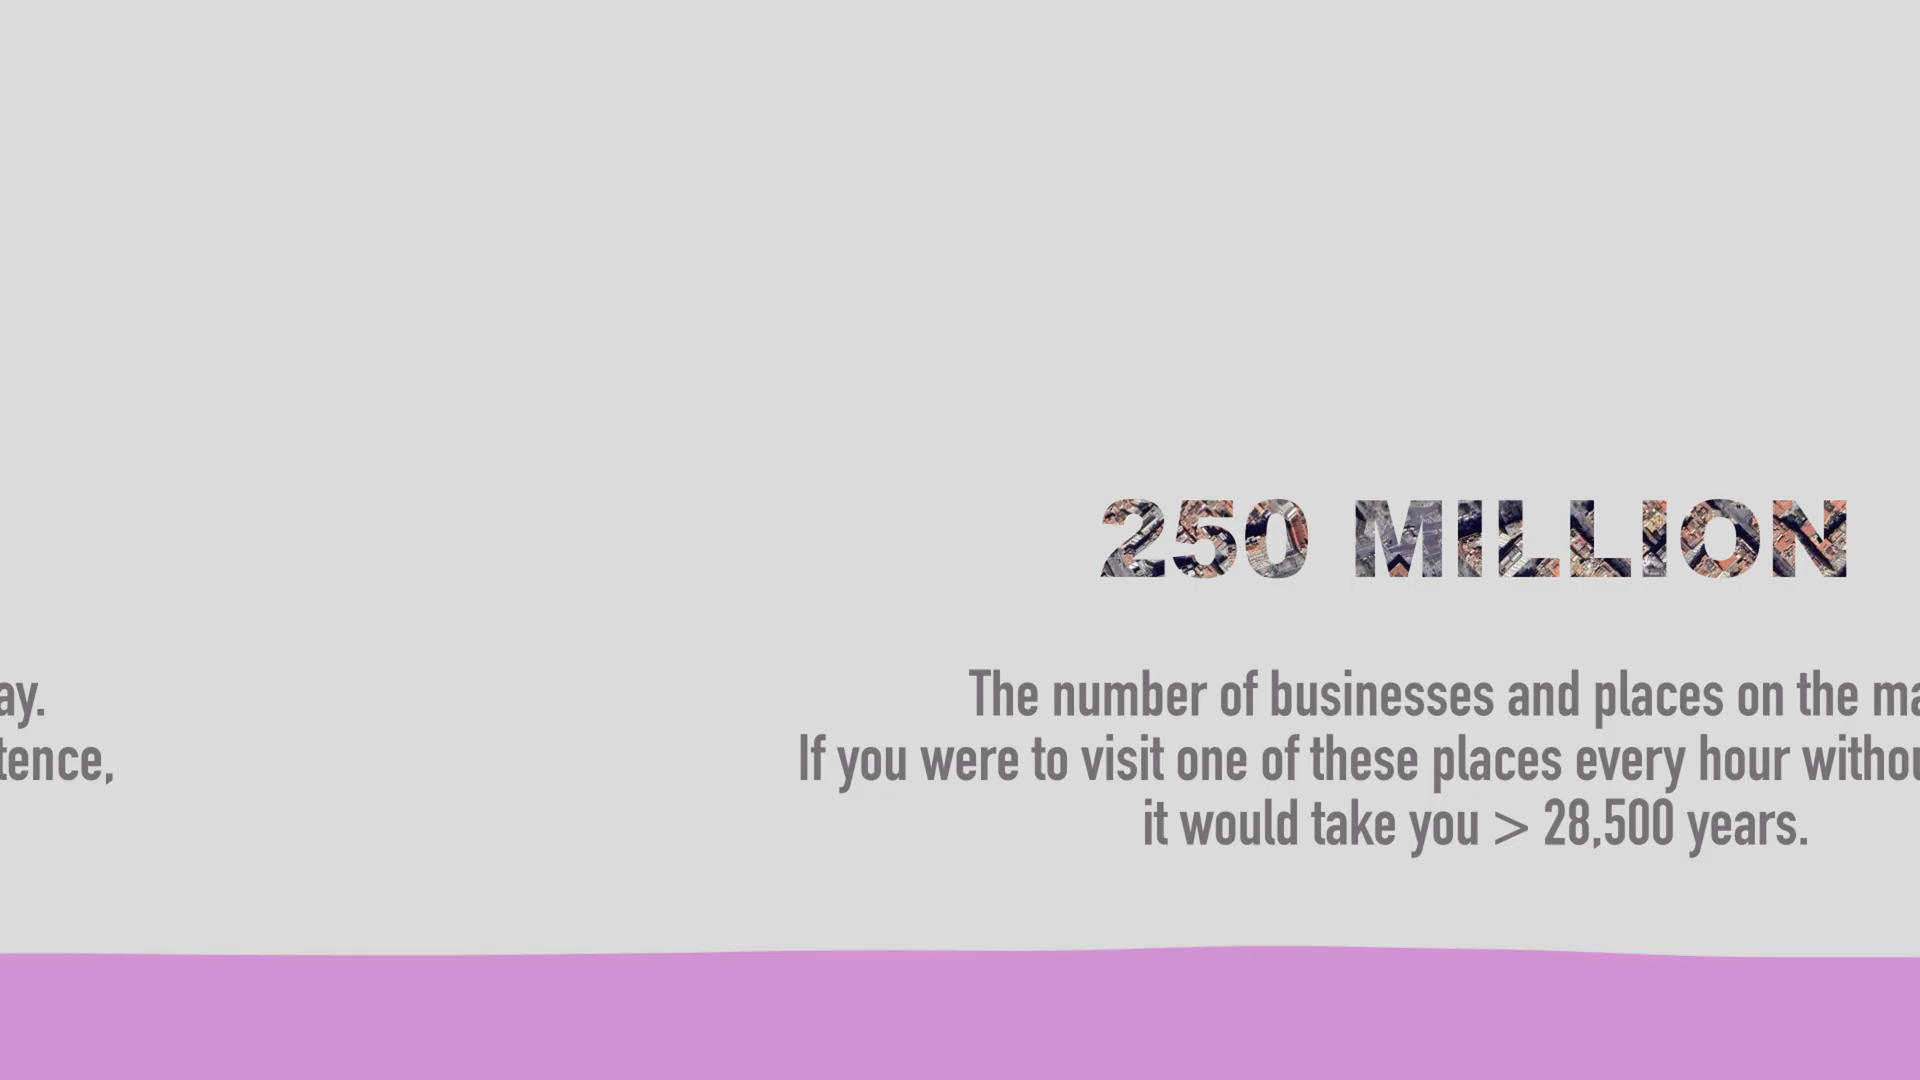 250 MILLION
ay.
tence,
The number of businesses and places on the ma
If you were to visit one of these places every hour withou
it would take you > 28,500 years.